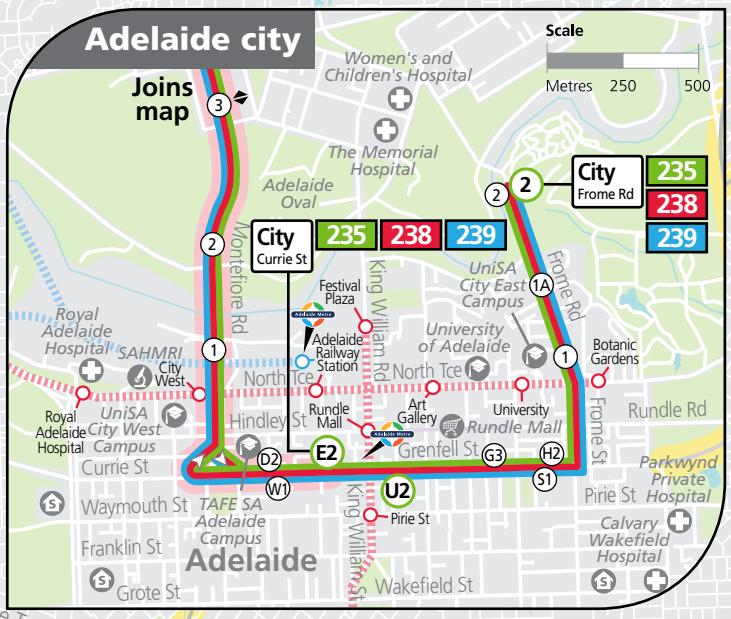 Adelaide city
Joins
map
3
Women's and
Children's Hospital
The Memorial
Hospital
Scale
Metres 250 500
Adelaide
Oval
2
2
City
Frome Rd
235
238
239
2
Montefiore Rd
City
Currie St
235 238 239
King William Rd
Festival
Plaza
Adelaide Metro
UniSA
City East
Campus
1A
Frome Rd
Royal
Adelaide
Hospital
SAHMRI
City
West
1
Adelaide
Railway
Station
University
of Adelaide
1
Botanic
Gardens
North Tce
North Tce
Royal
Adelaide
Hospital
UniSA
City West
Campus
Hindley St
Rundle
Mall
Adelaide Metro
Art
Gallery
University
Rundle Mall
Frome St
Rundle Rd
Currie St
D2
E2
Grenfell St
G3
H2
W1
U2
S1
Parkwynd
Private
Hospital
Waymouth St
TAFE SA
Adelaide
Campus
King William St
Pirie St
Pirie St
Franklin St
Adelaide
Calvary
Wakefield
Hospital
S
S
S
Grote St
Wakefield St